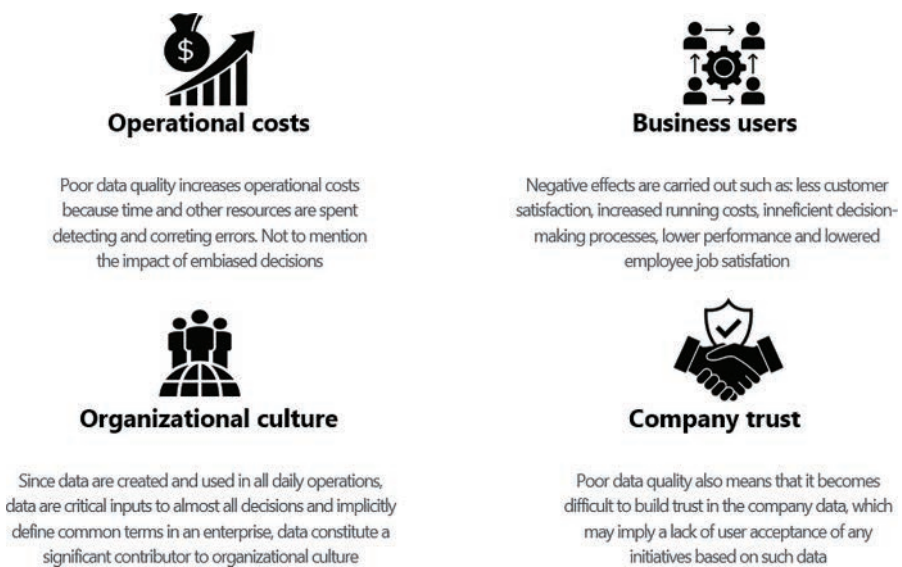 $
Operational costs
Poor data quality increases operational costs
because time and other resources are spent
detecting and correting errors. Not to mention
the impact of embiased decisions
Business users
Negative effects are carried out such as: less customer
satisfaction, increased running costs, inneficient decision-
making processes, lower performance and lowered
employee job satisfation
Organizational culture
Since data are created and used in all daily operations,
data are critical inputs to almost all decisions and implicitly
define common terms in an enterprise, data constitute a
significant contributor to organizational culture
Company trust
Poor data quality also means that it becomes
difficult to build trust in the company data, which
may imply a lack of user acceptance of any
initiatives based on such data